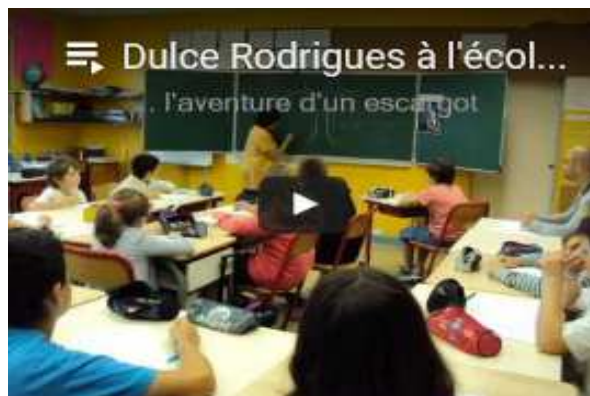 Dulce Rodrigues à l'écol...
. l'aventure d'un escargot